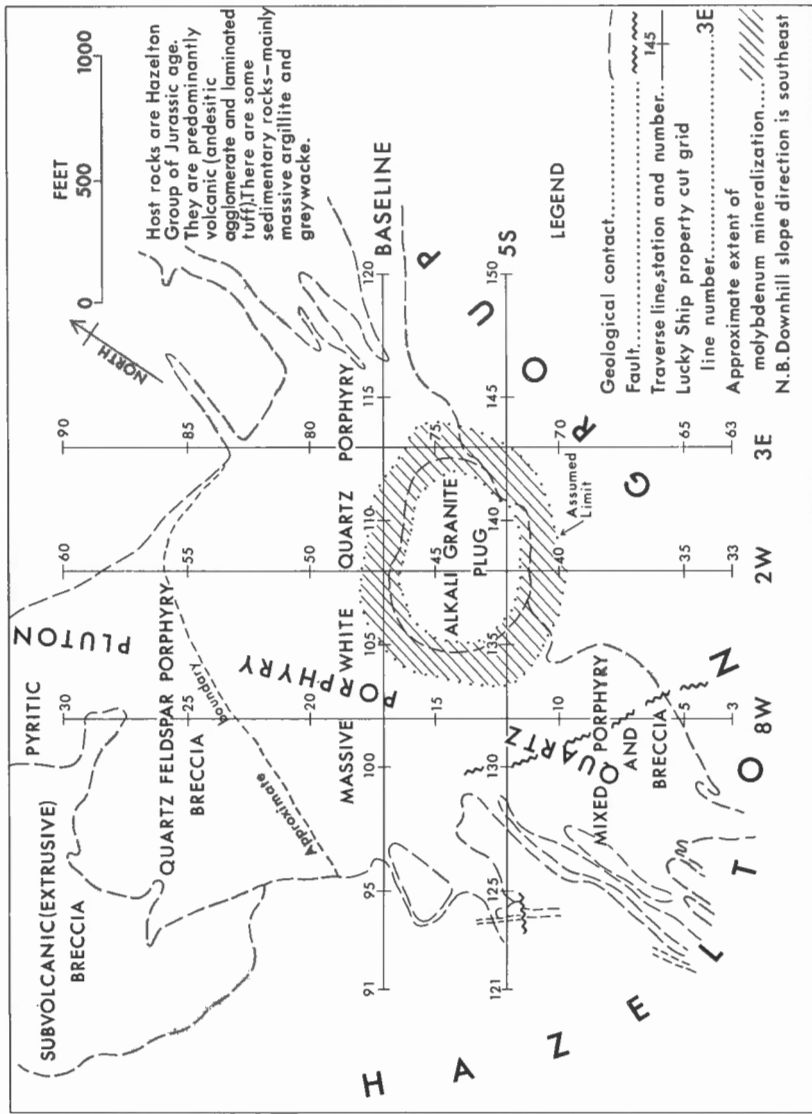 FEET
0 500 1000
NORTH
Host rocks are Hazelton
Group of Jurassic age.
They are predominantly
volcanic (andesitic
agglomerate and laminated
tuff).There are some
sedimentary rocks-mainly
massive argillite and
greywacke.
SUBVOLCANIC(EXTRUSIVE)
BRECCIA
PYRITIC
QUARTZ FELDSPAR PORPHYRY
BRECCIA
Approximate boundary
QUARTZ PORPHYRY PLUTON
MASSIVE WHITE QUARTZ PORPHYRY
ALKALI GRANITE
PLUG
MIXED PORPHYRY
AND
BRECCIA
Assumed
Limit
HAZELTON GROUP
BASELINE
5S
91 95 100 105 110 115 120
121 125 130 135 140 145 150
30 25 20 15 10 5 3
8W
60 55 50 45 40 35 33
2W
90 85 80 75 70 65 63
3E
LEGEND
Geological contact
Fault
Traverse line,station and number 145
Lucky Ship property cut grid
line number 3E
Approximate extent of
molybdenum mineralization
N.B.Downhill slope direction is southeast